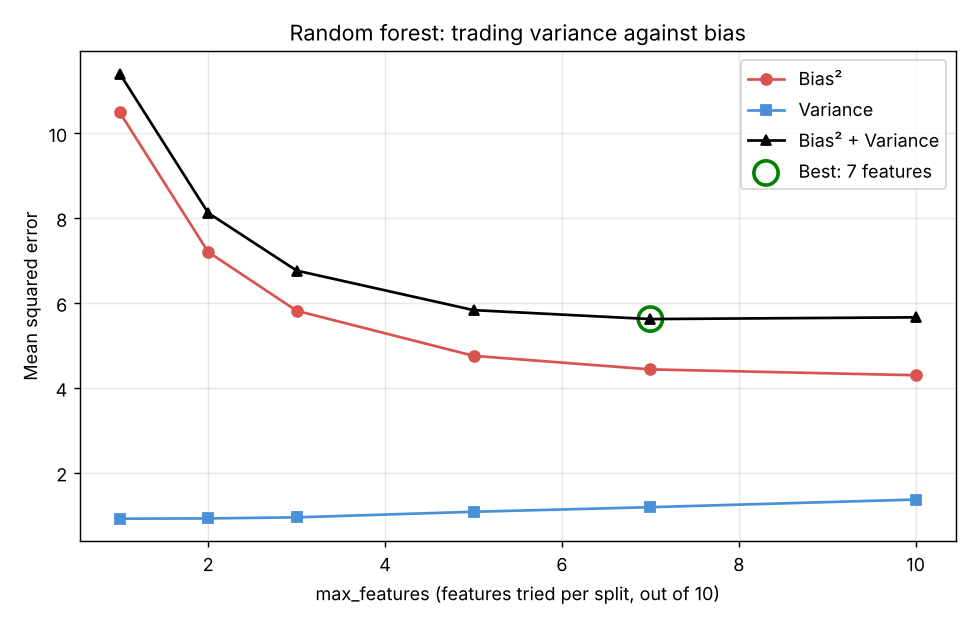 Random forest: trading variance against bias
Bias²
Variance
Bias² + Variance
Best: 7 features
Mean squared error
10
8
6
4
2
2 4 6 8 10
max_features (features tried per split, out of 10)